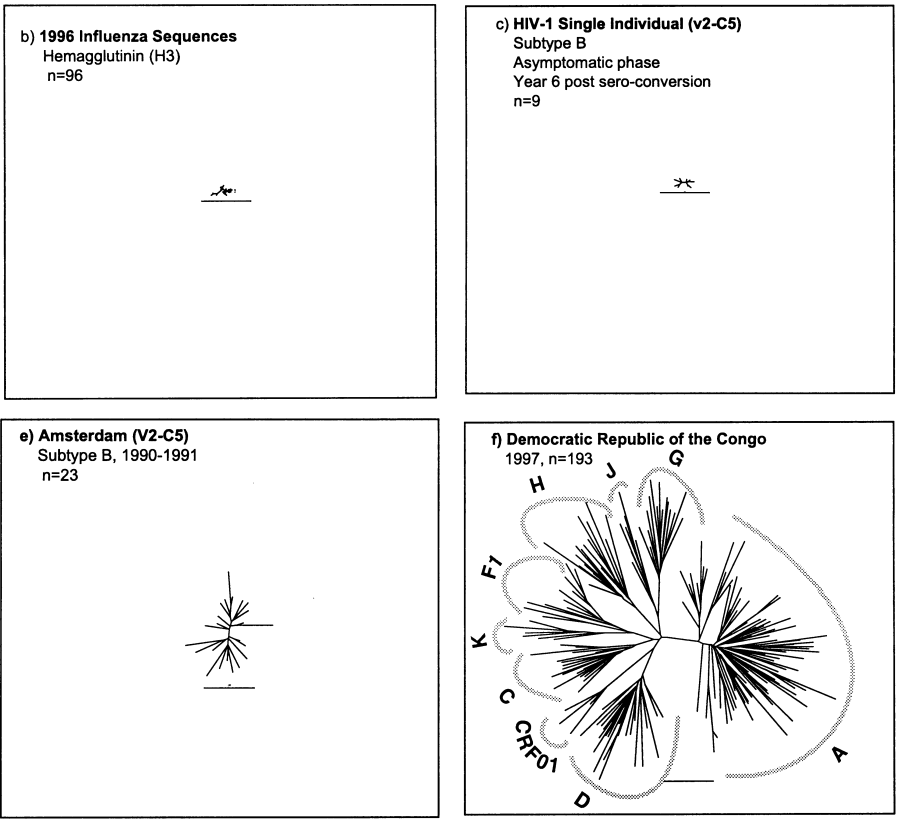 b) 1996 Influenza Sequences
Hemagglutinin (H3)
n=96
c) HIV-1 Single Individual (v2-C5)
Subtype B
Asymptomatic phase
Year 6 post sero-conversion
n=9
e) Amsterdam (V2-C5)
Subtype B, 1990-1991
n=23
f) Democratic Republic of the Congo
1997, n=193
G
J
H
F1
K
C
CRF01
D
A